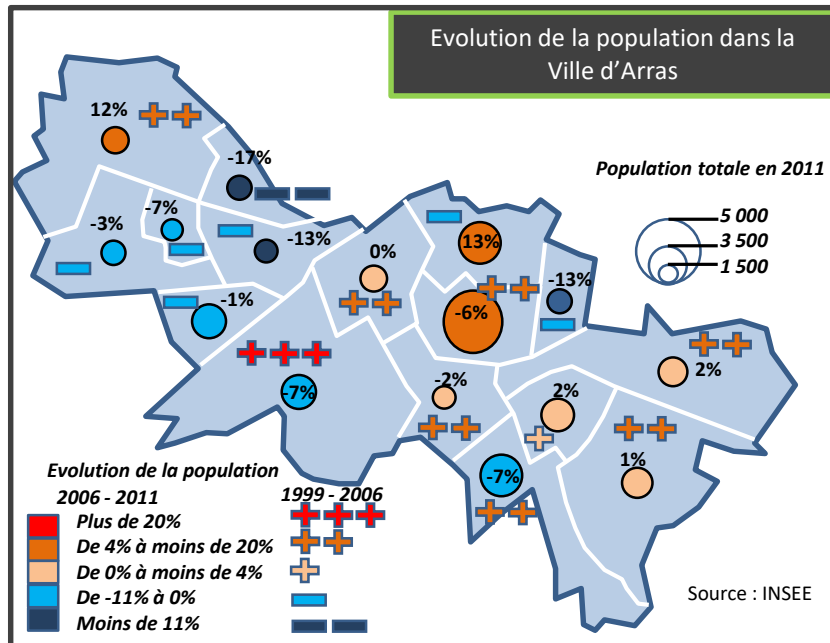 Evolution de la population dans la
Ville d’Arras
12%
-17%
Population totale en 2011
5 000
3 500
1 500
-7%
-3%
-13%
0%
13%
-13%
-1%
-6%
-7%
-2%
2%
2%
1%
-7%
Evolution de la population
2006 - 2011
1999 - 2006
Plus de 20%
De 4% à moins de 20%
De 0% à moins de 4%
De -11% à 0%
Moins de 11%
Source : INSEE